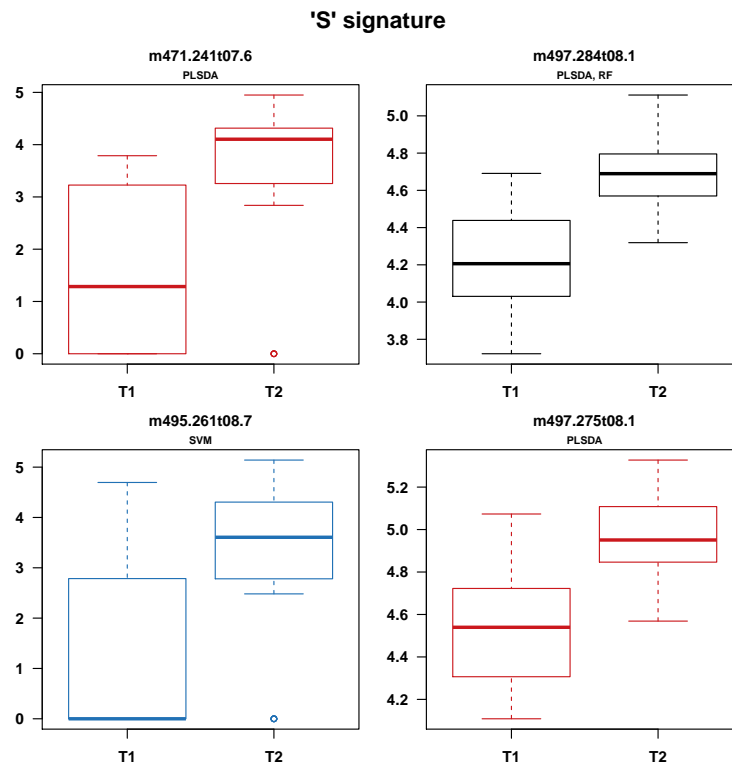 'S' signature
m471.241t07.6
PLSDA
5
4
3
2
1
0
T1 T2
m497.284t08.1
PLSDA, RF
5.0
4.8
4.6
4.4
4.2
4.0
3.8
T1 T2
m495.261t08.7
SVM
5
4
3
2
1
0
T1 T2
m497.275t08.1
PLSDA
5.2
5.0
4.8
4.6
4.4
4.2
T1 T2